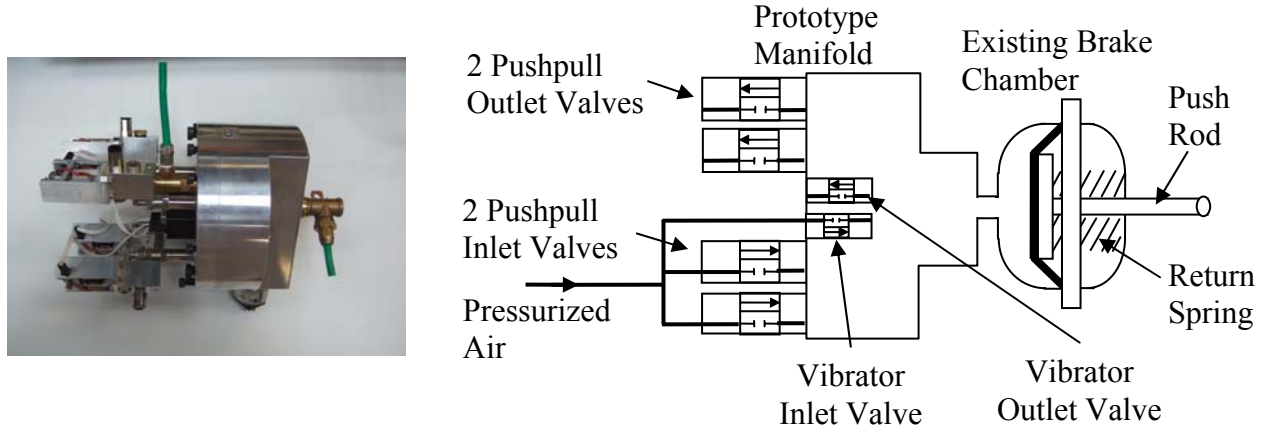 Prototype
Manifold
2 Pushpull
Outlet Valves
Existing Brake
Chamber
Push
Rod
2 Pushpull
Inlet Valves
Pressurized
Air
Return
Spring
Vibrator
Inlet Valve
Vibrator
Outlet Valve